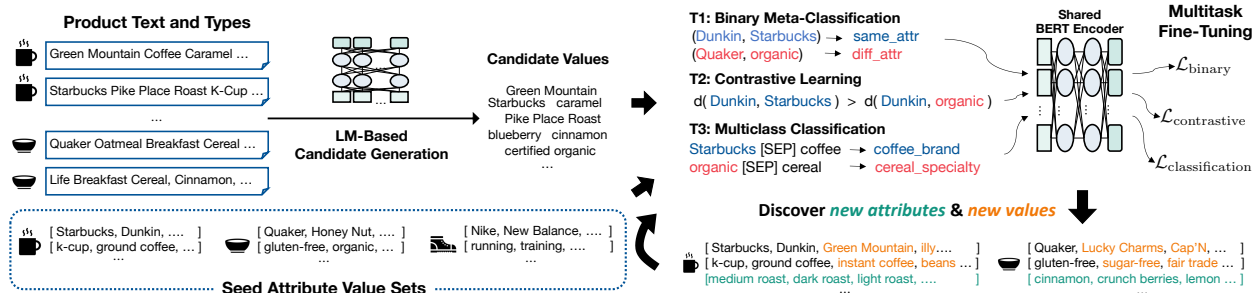 Product Text and Types
Green Mountain Coffee Caramel ...
Starbucks Pike Place Roast K-Cup ...
...
Quaker Oatmeal Breakfast Cereal ...
Life Breakfast Cereal, Cinnamon, ...
...
LM-Based
Candidate Generation
Candidate Values
Green Mountain
Starbucks caramel
Pike Place Roast
blueberry cinnamon
certified organic
...
[ Starbucks, Dunkin, .... ]
[ k-cup, ground coffee, ... ]
...
[ Quaker, Honey Nut, .... ]
[ gluten-free, organic, ... ]
...
[ Nike, New Balance, .... ]
[ running, training, .... ]
...
Seed Attribute Value Sets
T1: Binary Meta-Classification
(Dunkin, Starbucks) → same_attr
(Quaker, organic) → diff_attr
T2: Contrastive Learning
d( Dunkin, Starbucks ) > d( Dunkin, organic )
T3: Multiclass Classification
Starbucks [SEP] coffee → coffee_brand
organic [SEP] cereal → cereal_specialty
Shared
BERT Encoder
Multitask
Fine-Tuning
ℒbinary
ℒcontrastive
ℒclassification
Discover new attributes & new values
[ Starbucks, Dunkin, Green Mountain, illy.... ]
[ k-cup, ground coffee, instant coffee, beans ... ]
[medium roast, dark roast, light roast, .... ]
...
[ Quaker, Lucky Charms, Cap'N, ... ]
[ gluten-free, sugar-free, fair trade ... ]
[ cinnamon, crunch berries, lemon ... ]
...